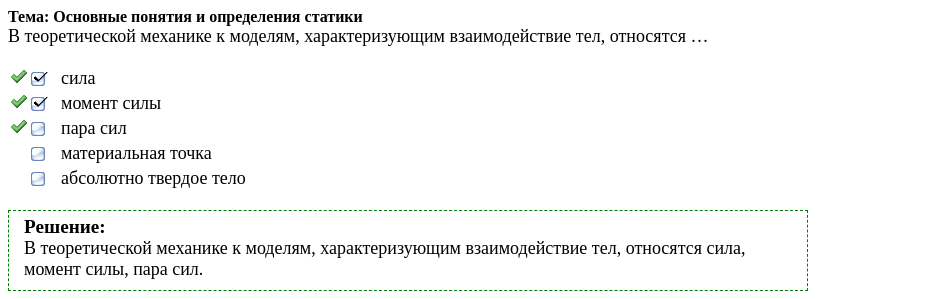 Тема: Основные понятия и определения статики
В теоретической механике к моделям, характеризующим взаимодействие тел, относятся …
сила
момент силы
пара сил
материальная точка
абсолютно твердое тело
Решение:
В теоретической механике к моделям, характеризующим взаимодействие тел, относятся сила,
момент силы, пара сил.